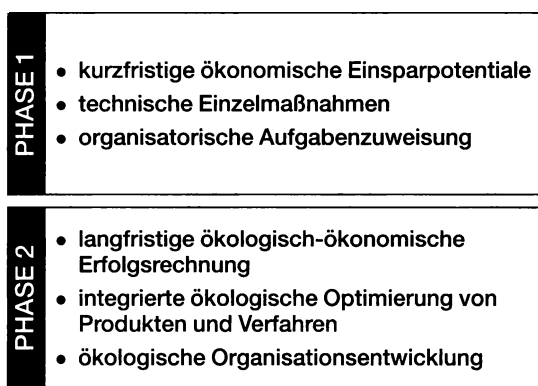 PHASE 1
• kurzfristige ökonomische Einsparpotentiale
• technische Einzelmaßnahmen
• organisatorische Aufgabenzuweisung
PHASE 2
• langfristige ökologisch-ökonomische
Erfolgsrechnung
• integrierte ökologische Optimierung von
Produkten und Verfahren
• ökologische Organisationsentwicklung